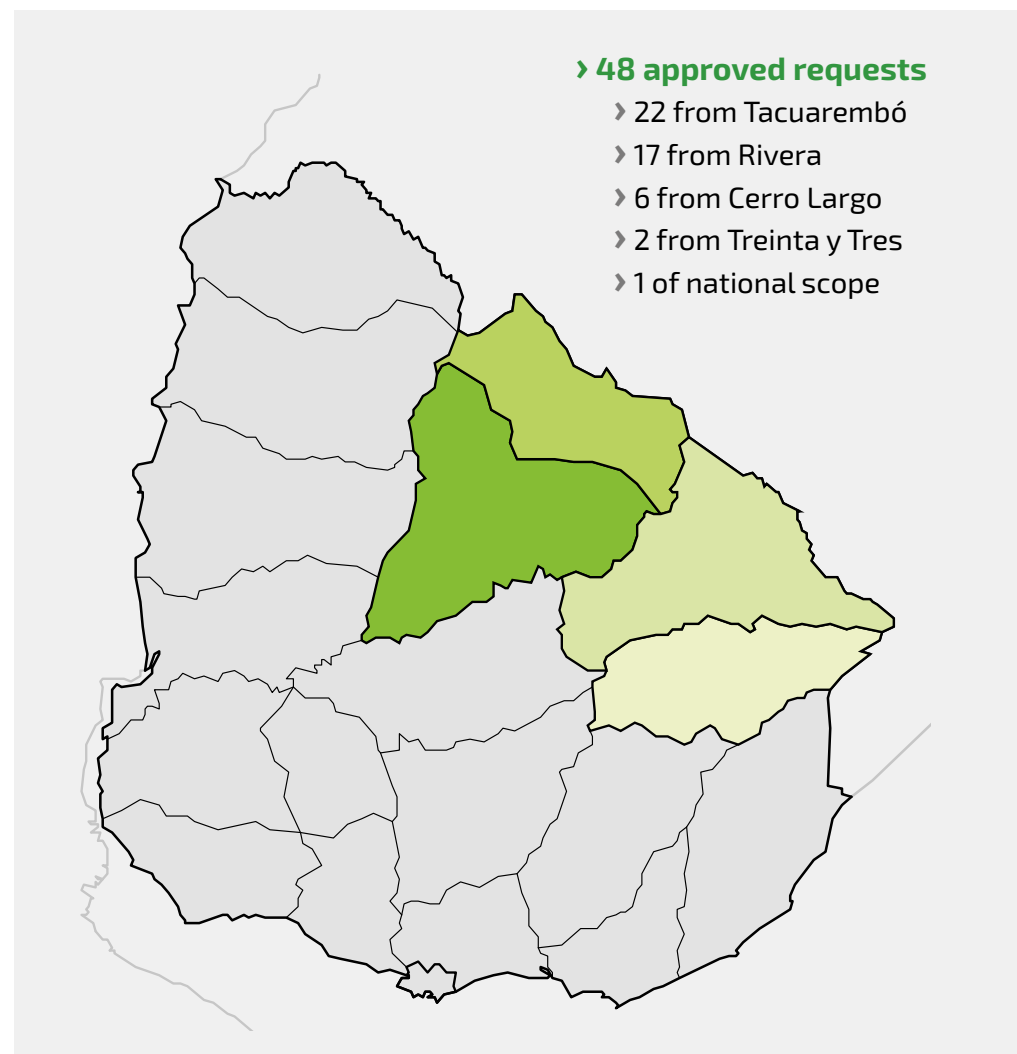 › 48 approved requests
› 22 from Tacuarembó
› 17 from Rivera
› 6 from Cerro Largo
› 2 from Treinta y Tres
› 1 of national scope